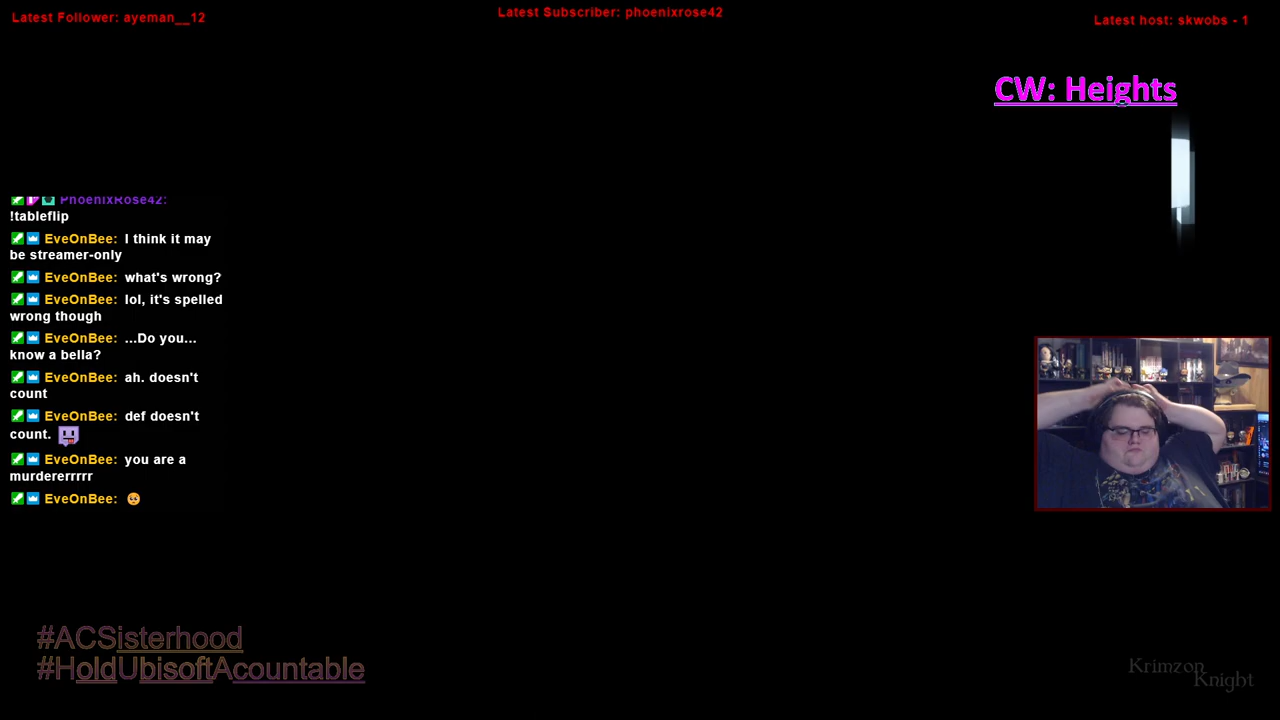 Latest Follower: ayeman__12
Latest Subscriber: phoenixrose42
Latest host: skwobs - 1
CW: Heights
PhoenixRose42:
!tableflip
EveOnBee: I think it may
be streamer-only
EveOnBee: what's wrong?
EveOnBee: lol, it's spelled
wrong though
EveOnBee: ...Do you...
know a bella?
EveOnBee: ah. doesn't
count
EveOnBee: def doesn't
count.
EveOnBee: you are a
murdererrrrr
EveOnBee:
#ACSisterhood
#HoldUbisoftAcountable
Krimzon
Knight